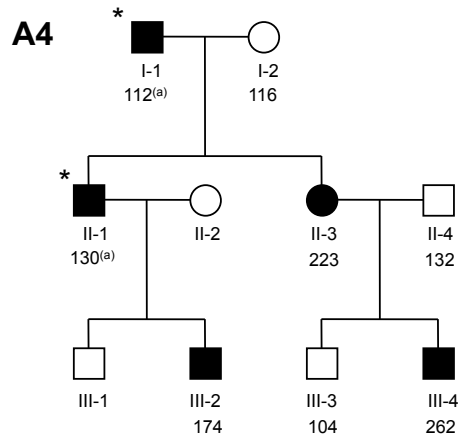 A4
*
I-1 I-2
112(a) 116
*
II-1 II-2 II-3 II-4
130(a) 223 132
III-1 III-2 III-3 III-4
174 104 262